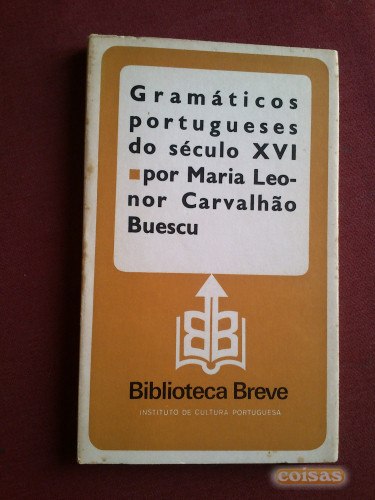 Gramáticos
portugueses
do século XVI
por Maria Leo-
nor Carvalhão
Buescu
Biblioteca Breve
INSTITUTO DE CULTURA PORTUGUESA
coisas